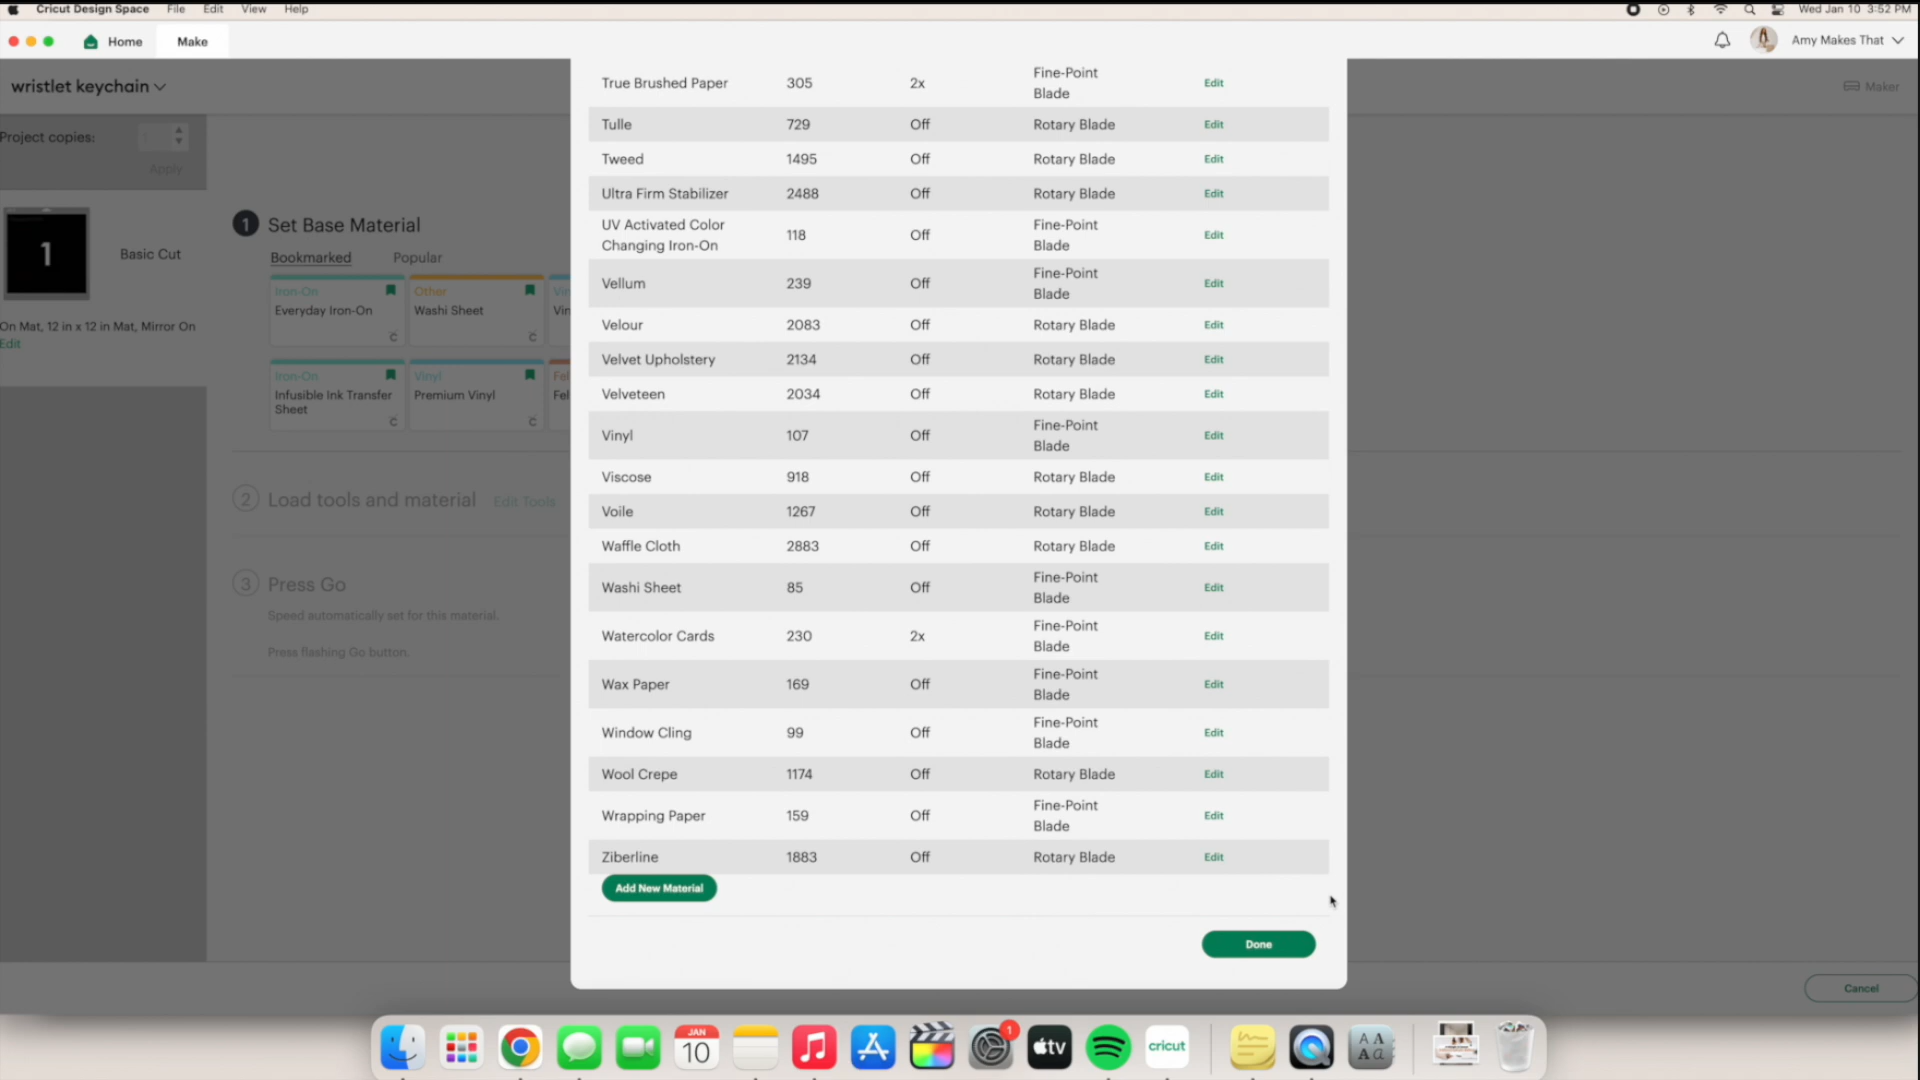 Cricut Design Space File Edit View Help
Wed Jan 10 3:52 PM
Home Make
Amy Makes That
wristlet keychain
Maker
Project copies:
1
Apply
1
Basic Cut
On Mat, 12 in x 12 in Mat, Mirror On
Edit
1 Set Base Material
Bookmarked Popular
Iron-On
Everyday Iron-On
Other
Washi Sheet
Iron-On
Infusible Ink Transfer
Sheet
Vinyl
Premium Vinyl
2 Load tools and material Edit Tools
3 Press Go
Speed automatically set for this material.
Press flashing Go button.
True Brushed Paper 305 2x Fine-Point
Blade Edit
Tulle 729 Off Rotary Blade Edit
Tweed 1495 Off Rotary Blade Edit
Ultra Firm Stabilizer 2488 Off Rotary Blade Edit
UV Activated Color
Changing Iron-On 118 Off Fine-Point
Blade Edit
Vellum 239 Off Fine-Point
Blade Edit
Velour 2083 Off Rotary Blade Edit
Velvet Upholstery 2134 Off Rotary Blade Edit
Velveteen 2034 Off Rotary Blade Edit
Vinyl 107 Off Fine-Point
Blade Edit
Viscose 918 Off Rotary Blade Edit
Voile 1267 Off Rotary Blade Edit
Waffle Cloth 2883 Off Rotary Blade Edit
Washi Sheet 85 Off Fine-Point
Blade Edit
Watercolor Cards 230 2x Fine-Point
Blade Edit
Wax Paper 169 Off Fine-Point
Blade Edit
Window Cling 99 Off Fine-Point
Blade Edit
Wool Crepe 1174 Off Rotary Blade Edit
Wrapping Paper 159 Off Fine-Point
Blade Edit
Ziberline 1883 Off Rotary Blade Edit
Add New Material
Done
Cancel
JAN
10
1
tv
cricut